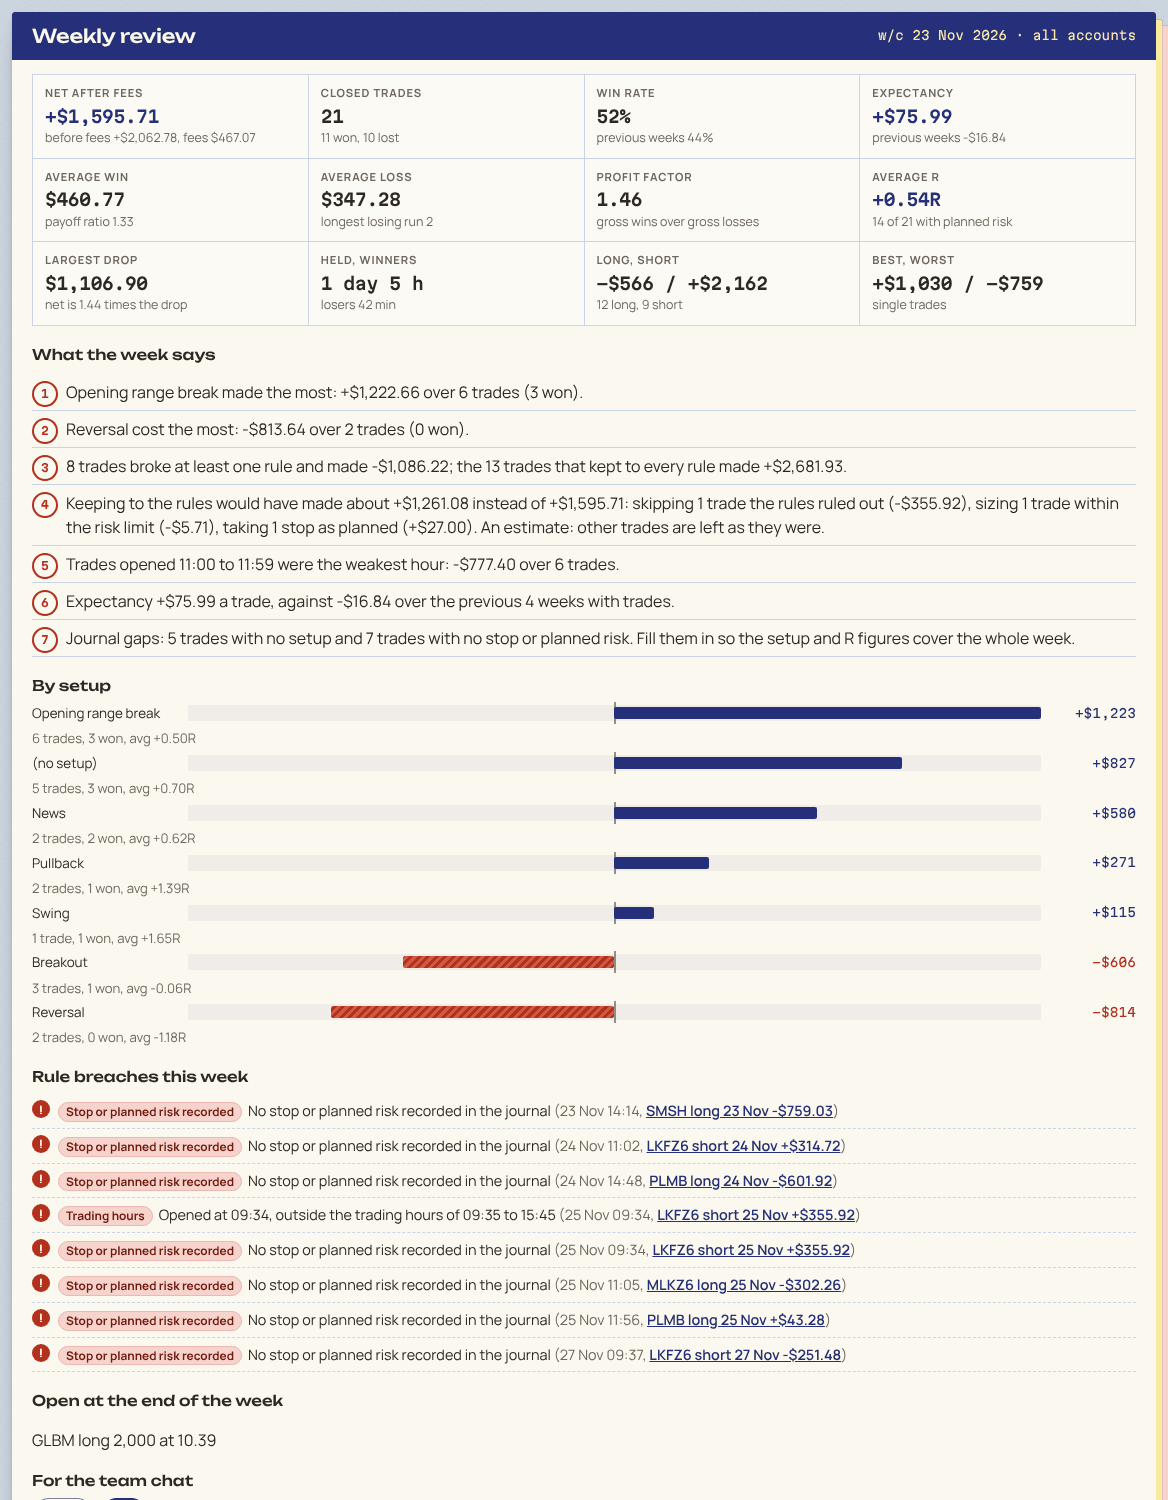 Weekly review
w/c 23 Nov 2026 · all accounts
NET AFTER FEES
+$1,595.71
before fees +$2,062.78, fees $467.07
CLOSED TRADES
21
11 won, 10 lost
WIN RATE
52%
previous weeks 44%
EXPECTANCY
+$75.99
previous weeks -$16.84
AVERAGE WIN
$460.77
payoff ratio 1.33
AVERAGE LOSS
$347.28
longest losing run 2
PROFIT FACTOR
1.46
gross wins over gross losses
AVERAGE R
+0.54R
14 of 21 with planned risk
LARGEST DROP
$1,106.90
net is 1.44 times the drop
HELD, WINNERS
1 day 5 h
losers 42 min
LONG, SHORT
−$566 / +$2,162
12 long, 9 short
BEST, WORST
+$1,030 / −$759
single trades
What the week says
1 Opening range break made the most: +$1,222.66 over 6 trades (3 won).
2 Reversal cost the most: -$813.64 over 2 trades (0 won).
3 8 trades broke at least one rule and made -$1,086.22; the 13 trades that kept to every rule made +$2,681.93.
4 Keeping to the rules would have made about +$1,261.08 instead of +$1,595.71: skipping 1 trade the rules ruled out (-$355.92), sizing 1 trade within
the risk limit (-$5.71), taking 1 stop as planned (+$27.00). An estimate: other trades are left as they were.
5 Trades opened 11:00 to 11:59 were the weakest hour: -$777.40 over 6 trades.
6 Expectancy +$75.99 a trade, against -$16.84 over the previous 4 weeks with trades.
7 Journal gaps: 5 trades with no setup and 7 trades with no stop or planned risk. Fill them in so the setup and R figures cover the whole week.
By setup
Opening range break +$1,223
6 trades, 3 won, avg +0.50R
(no setup) +$827
5 trades, 3 won, avg +0.70R
News +$580
2 trades, 2 won, avg +0.62R
Pullback +$271
2 trades, 1 won, avg +1.39R
Swing +$115
1 trade, 1 won, avg +1.65R
Breakout −$606
3 trades, 1 won, avg -0.06R
Reversal −$814
2 trades, 0 won, avg -1.18R
Rule breaches this week
! Stop or planned risk recorded No stop or planned risk recorded in the journal (23 Nov 14:14, SMSH long 23 Nov -$759.03)
! Stop or planned risk recorded No stop or planned risk recorded in the journal (24 Nov 11:02, LKFZ6 short 24 Nov +$314.72)
! Stop or planned risk recorded No stop or planned risk recorded in the journal (24 Nov 14:48, PLMB long 24 Nov -$601.92)
! Trading hours Opened at 09:34, outside the trading hours of 09:35 to 15:45 (25 Nov 09:34, LKFZ6 short 25 Nov +$355.92)
! Stop or planned risk recorded No stop or planned risk recorded in the journal (25 Nov 09:34, LKFZ6 short 25 Nov +$355.92)
! Stop or planned risk recorded No stop or planned risk recorded in the journal (25 Nov 11:05, MLKZ6 long 25 Nov -$302.26)
! Stop or planned risk recorded No stop or planned risk recorded in the journal (25 Nov 11:56, PLMB long 25 Nov +$43.28)
! Stop or planned risk recorded No stop or planned risk recorded in the journal (27 Nov 09:37, LKFZ6 short 27 Nov -$251.48)
Open at the end of the week
GLBM long 2,000 at 10.39
For the team chat